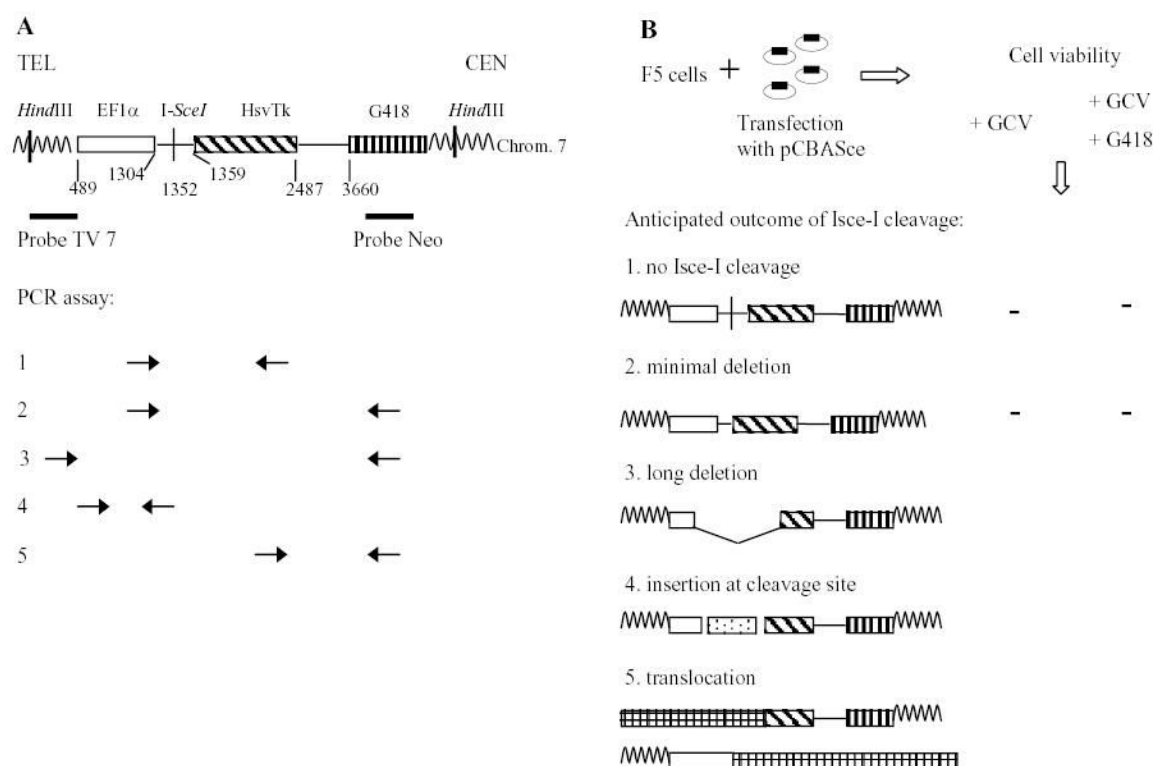 A
TEL CEN
HindIII EF1α I-SceI HsvTk G418 HindIII
Chrom. 7
489 1304 1352 1359 2487 3660
Probe TV 7 Probe Neo
PCR assay:
1
2
3
4
5
B
F5 cells + Cell viability
Transfection
with pCBASce
+ GCV
+ GCV
+ G418
Anticipated outcome of Isce-I cleavage:
1. no Isce-I cleavage
- -
2. minimal deletion
- -
3. long deletion
4. insertion at cleavage site
5. translocation